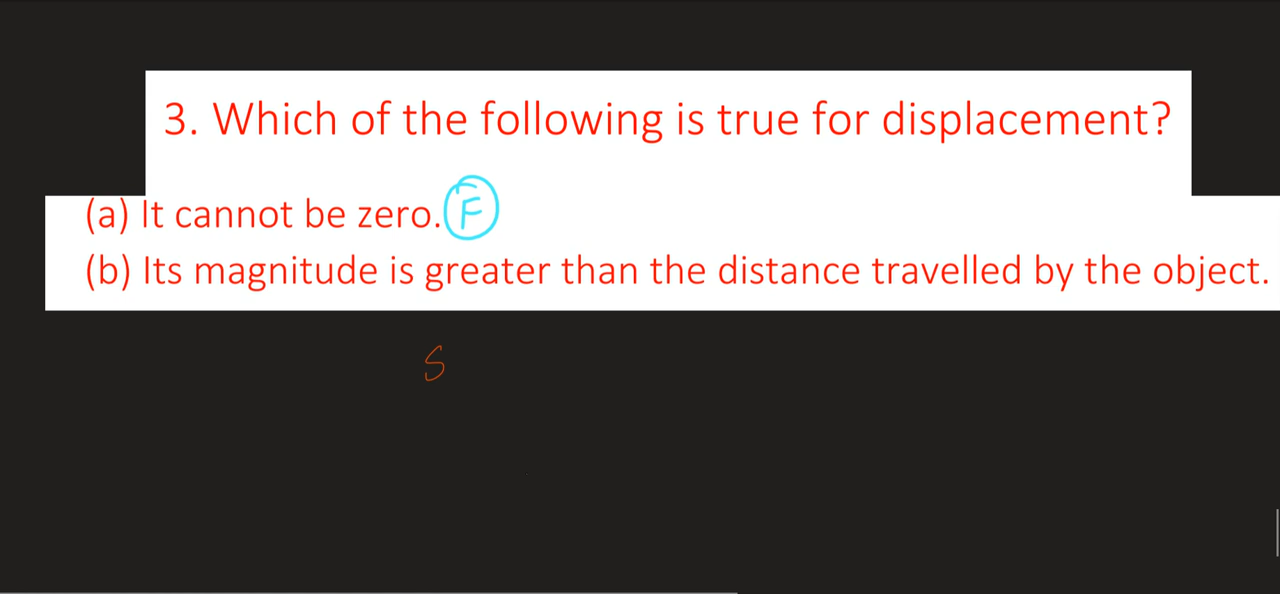 3. Which of the following is true for displacement?
(a) It cannot be zero. F
(b) Its magnitude is greater than the distance travelled by the object.
S